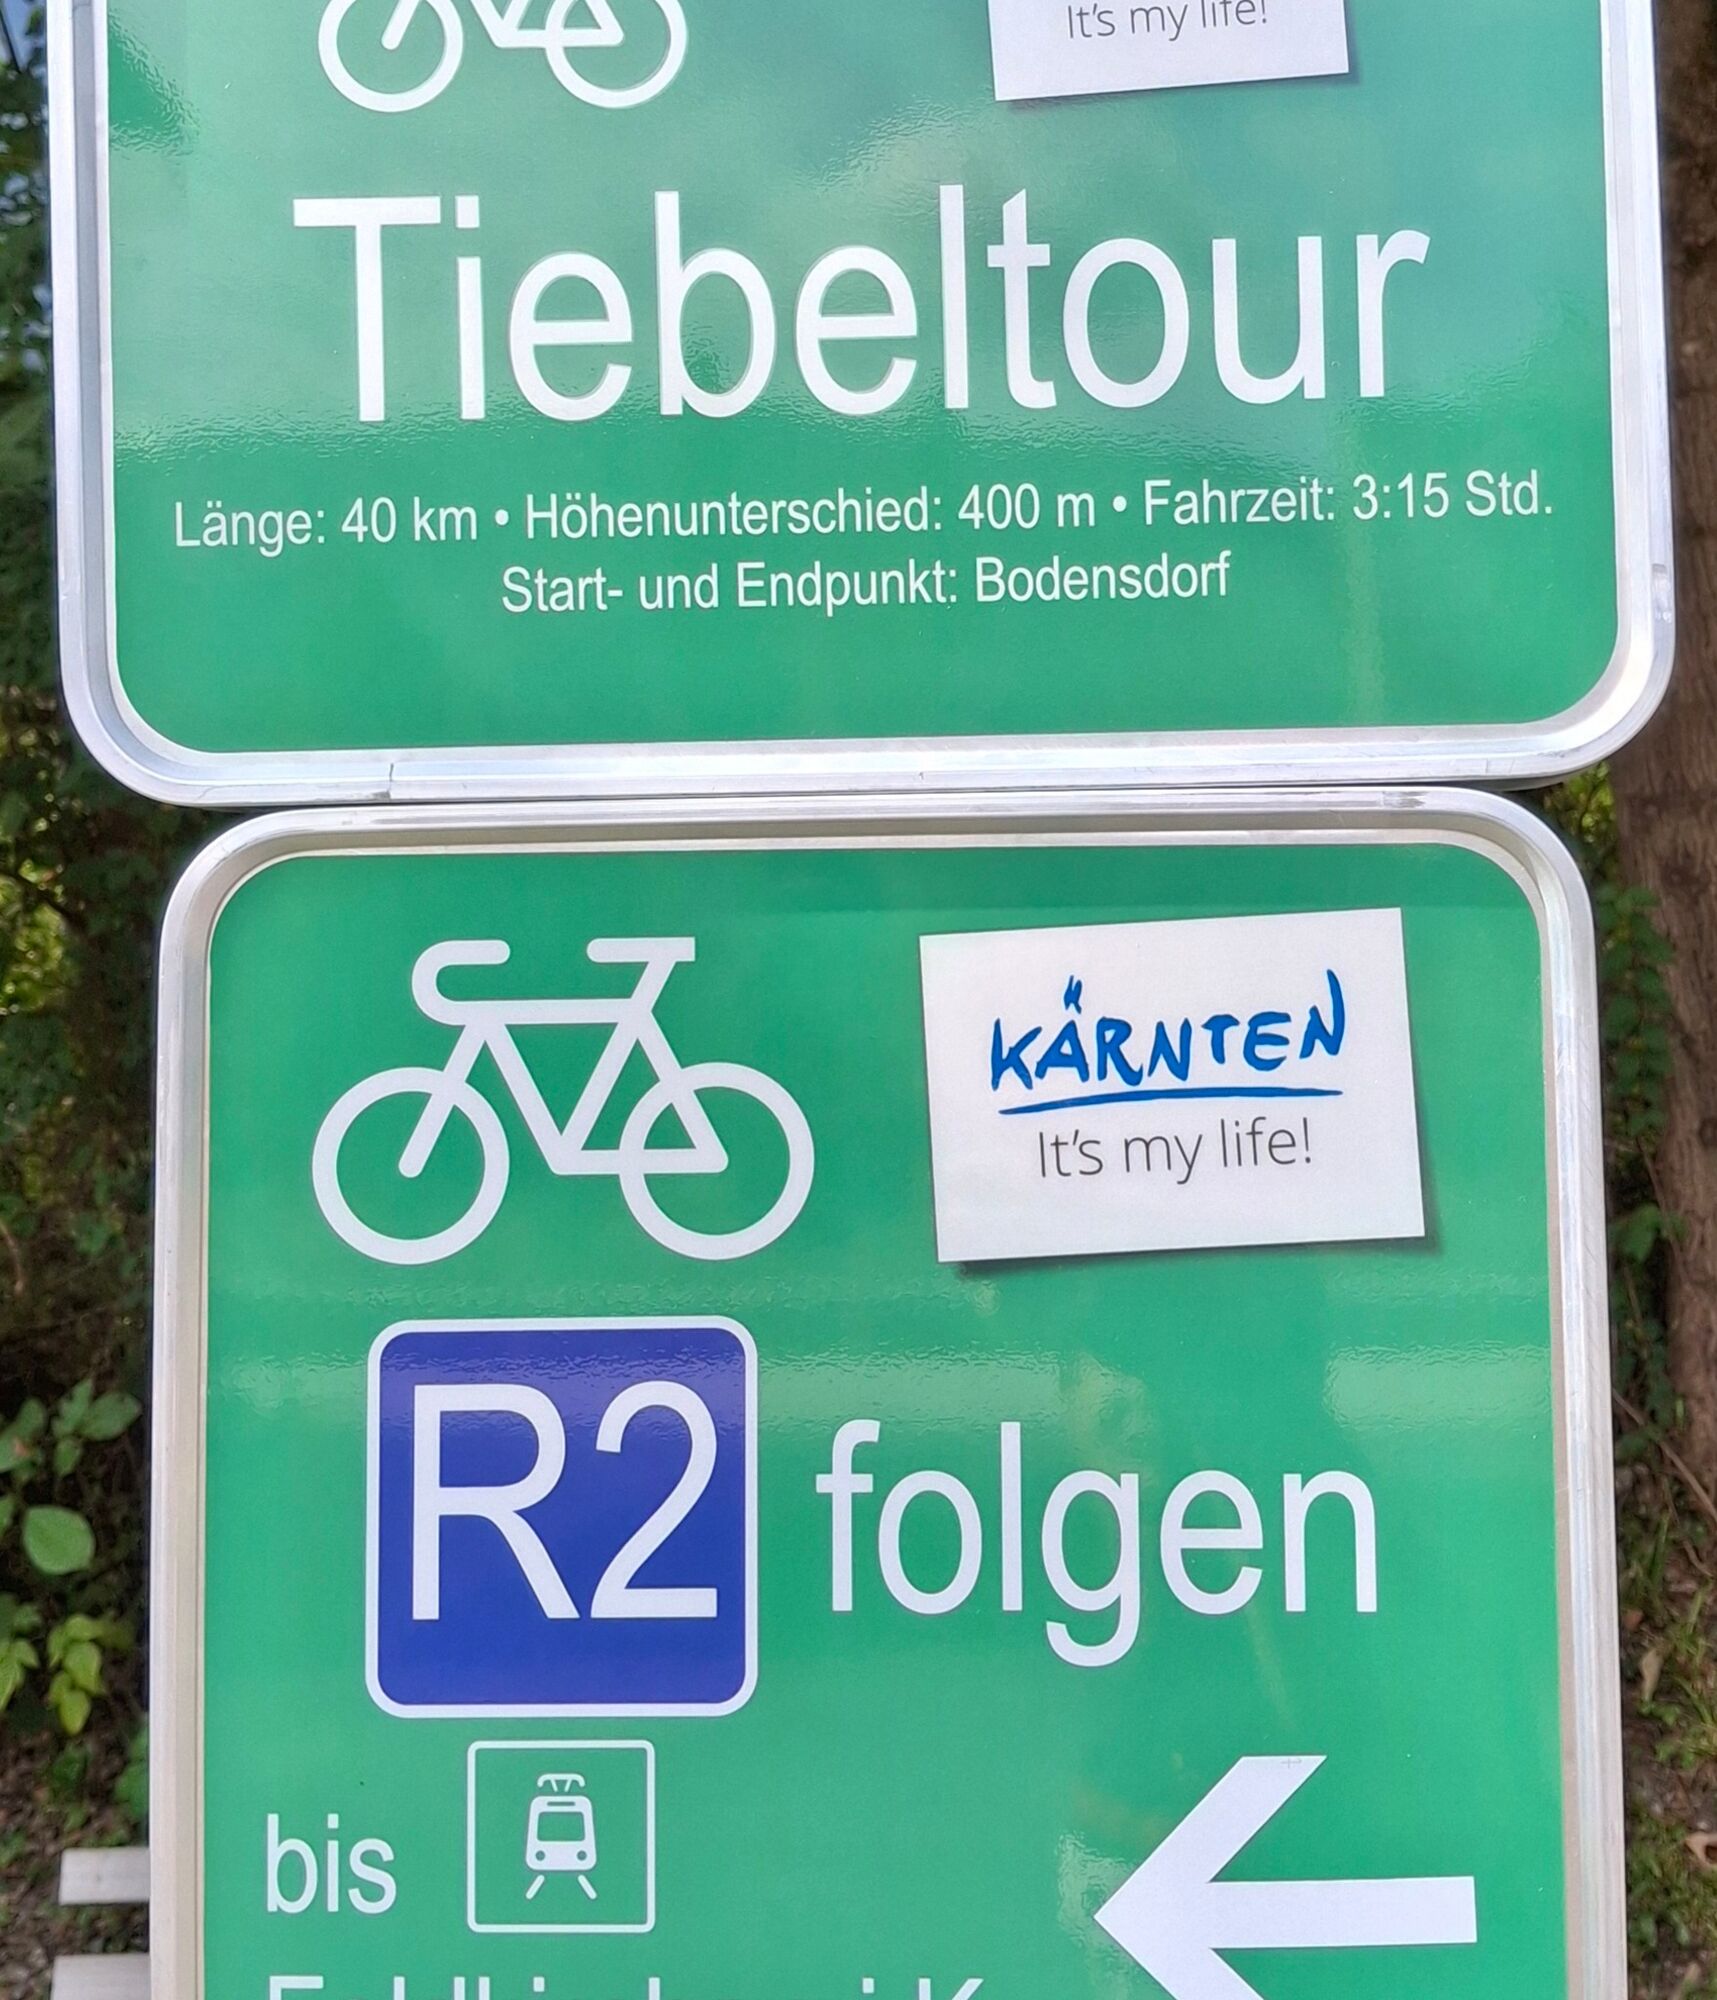 It's my life!
Tiebeltour
Länge: 40 km • Höhenunterschied: 400 m • Fahrzeit: 3:15 Std.
Start- und Endpunkt: Bodensdorf
KÄRNTEN
It's my life!
R2 folgen
bis